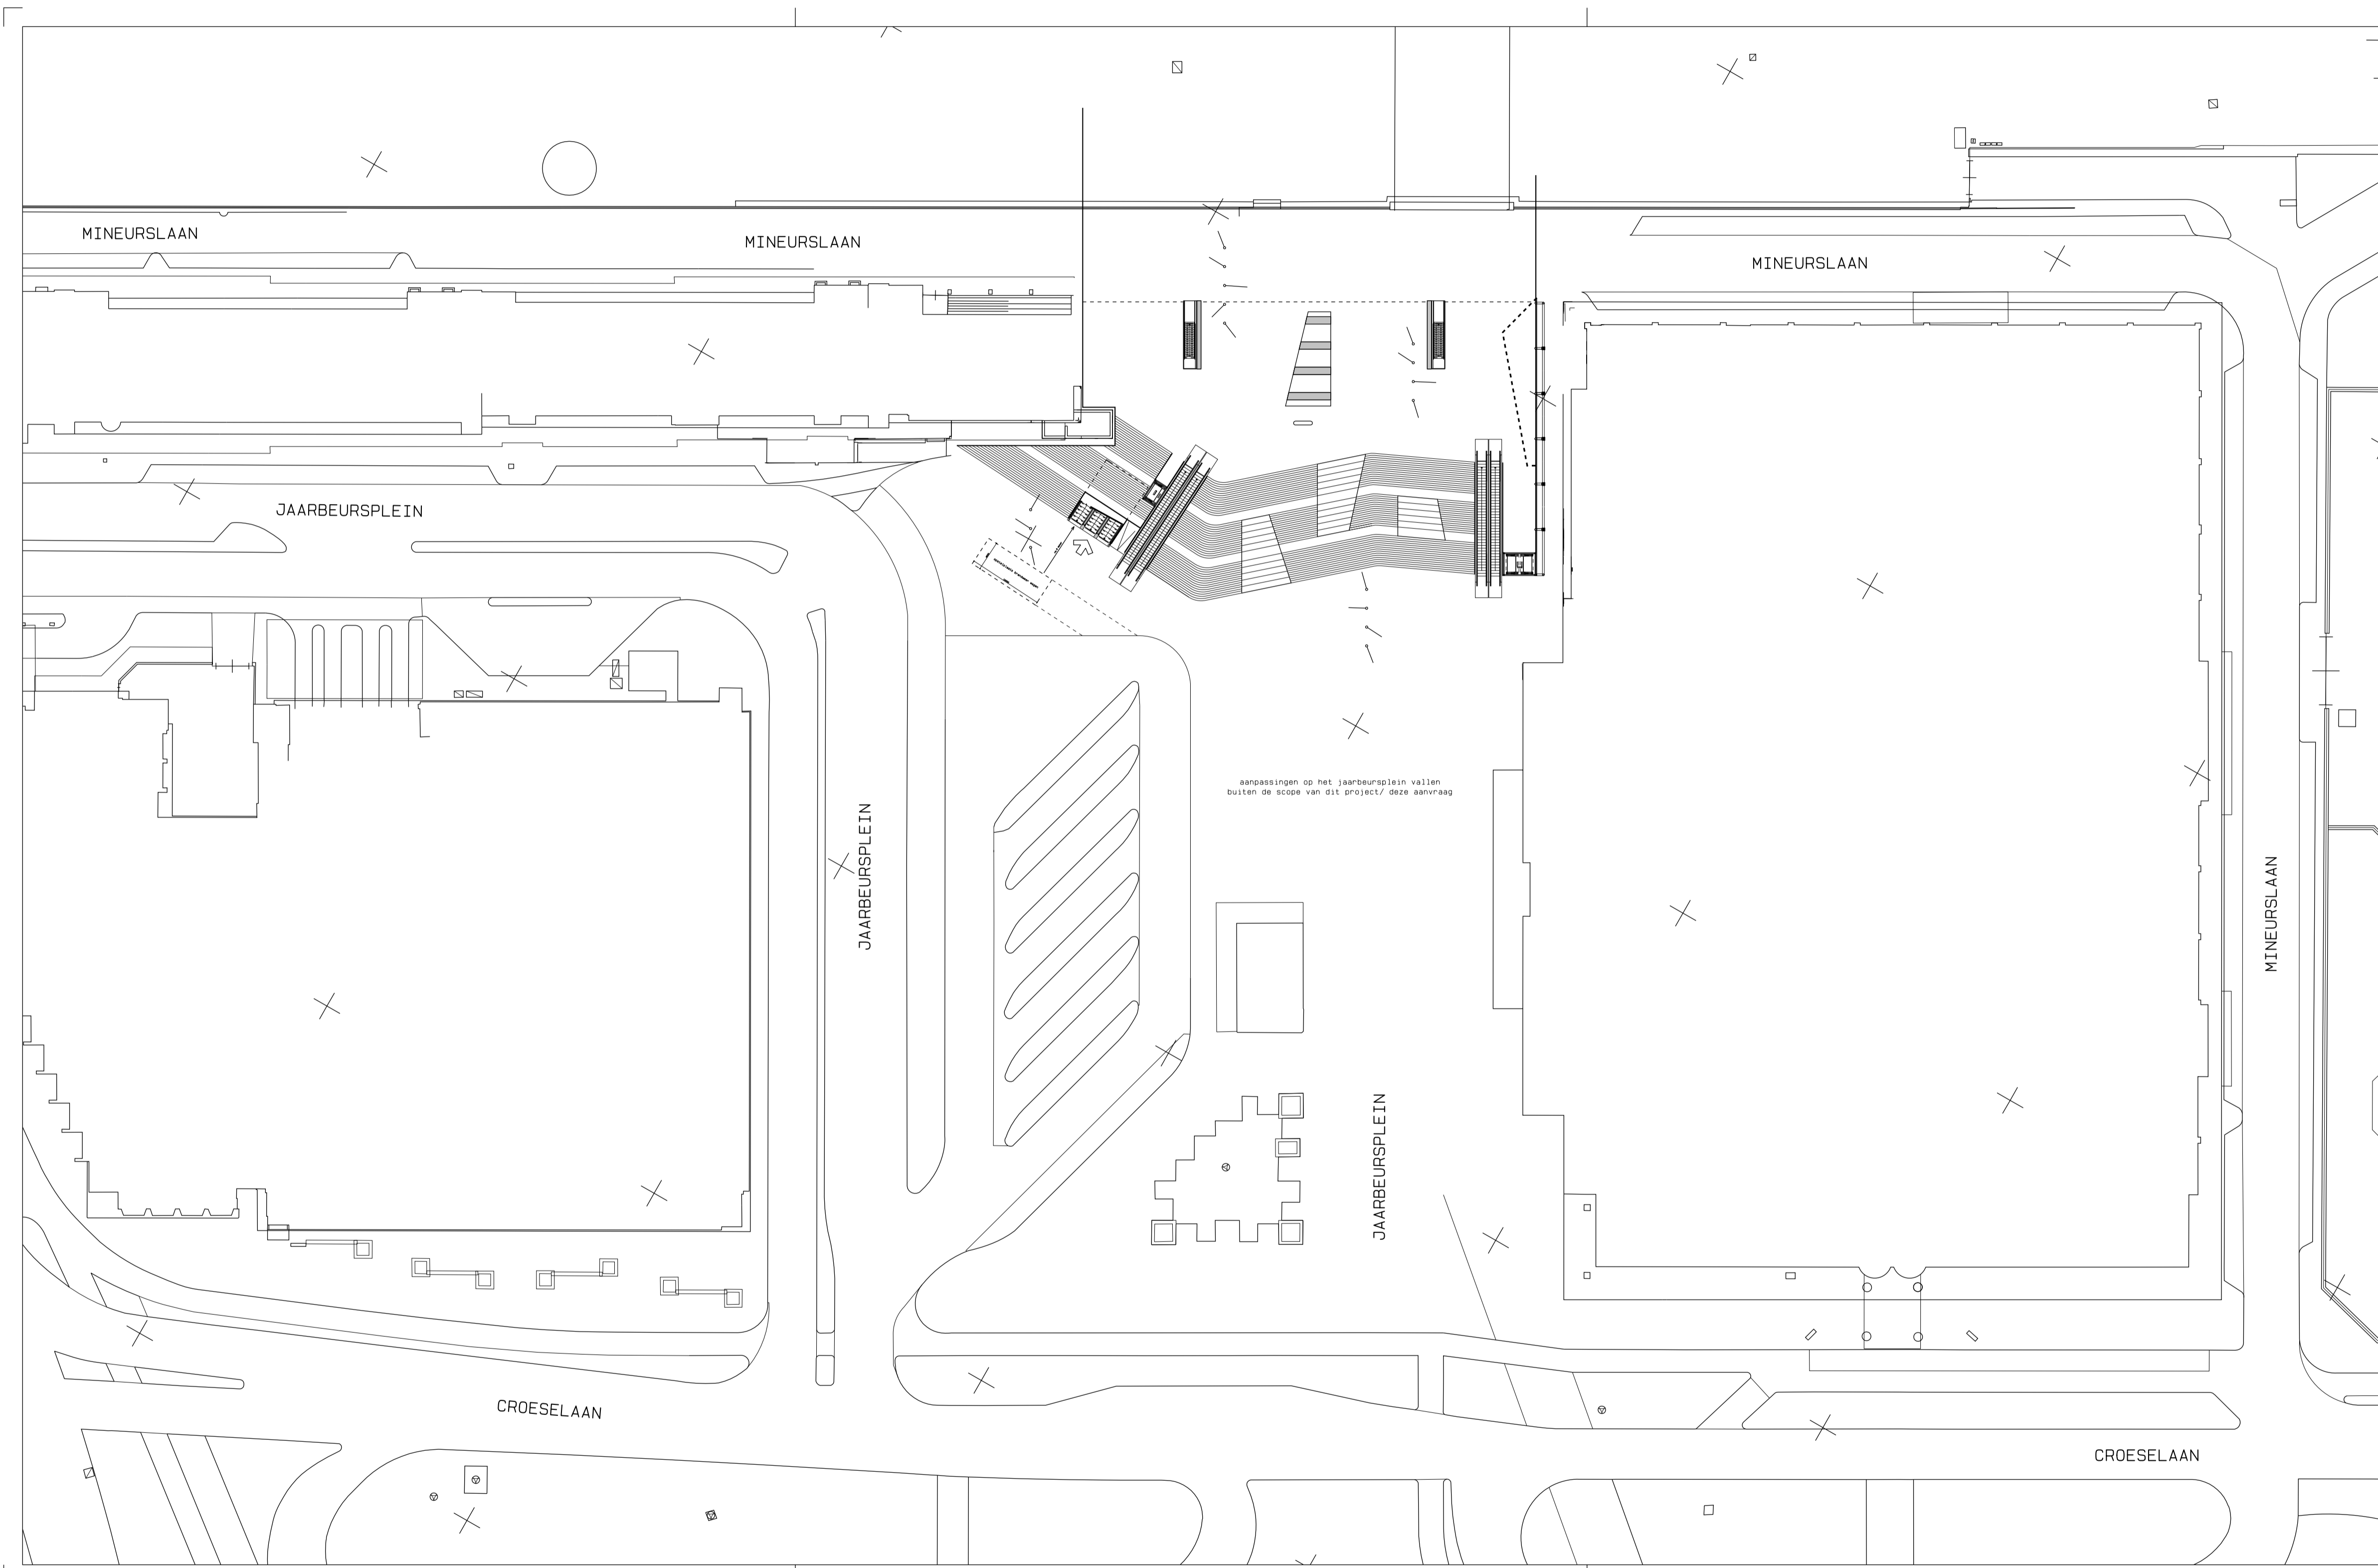 MINEURSLAAN
MINEURSLAAN
MINEURSLAAN
JAARBEURSPLEIN
JAARBEURSPLEIN
aanpassingen op het jaarbeursplein vallen
buiten de scope van dit project/ deze aanvraag
MINEURSLAAN
JAARBEURSPLEIN
CROESELAAN
CROESELAAN